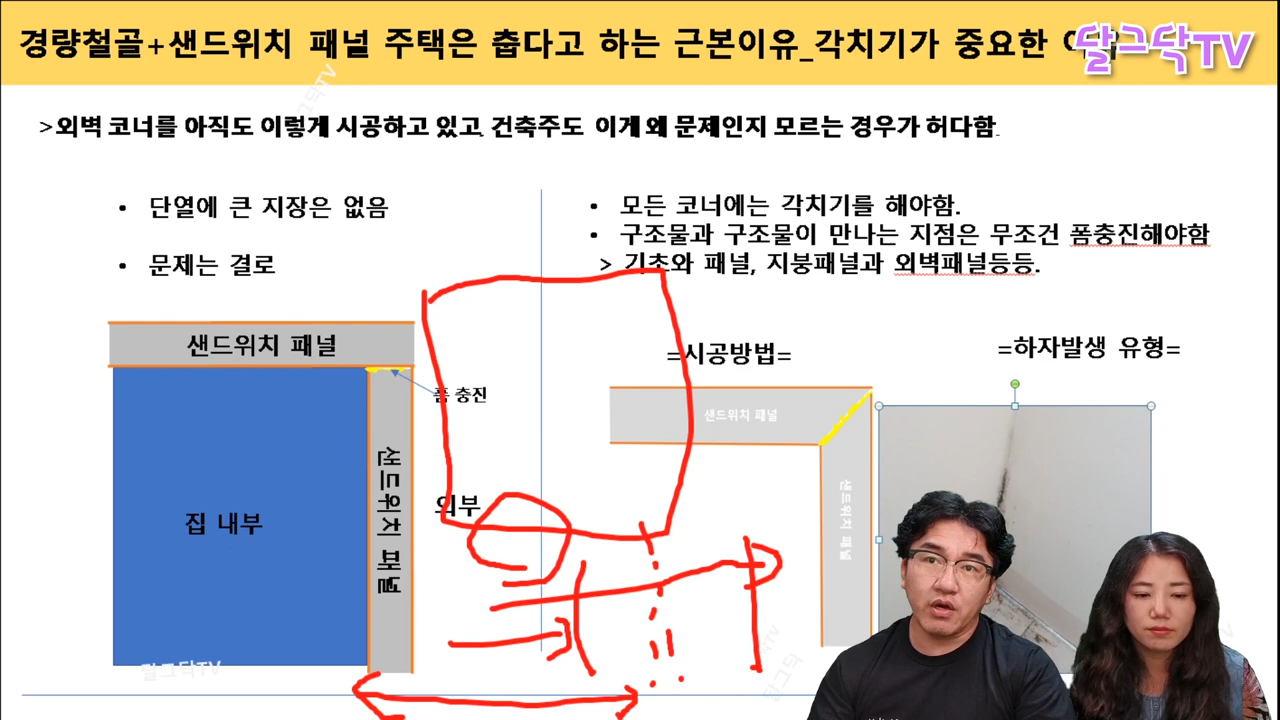 경량철골+샌드위치 패널 주택은 춥다고 하는 근본이유_각치기가 중요한
달그닥TV
>외벽 코너를 아직도 이렇게 시공하고 있고. 건축주도 이게 왜 문제인지 모르는 경우가 허다함.
• 단열에 큰 지장은 없음
• 문제는 결로
• 모든 코너에는 각치기를 해야함.
• 구조물과 구조물이 만나는 지점은 무조건 폼충진해야함
> 기초와 패널, 지붕패널과 외벽패널등등.
샌드위치 패널
폼 충진
샌드위치 패널
집 내부
외부
=시공방법=
샌드위치 패널
샌드위치 패널
=하자발생 유형=
달그닥TV
달그닥TV